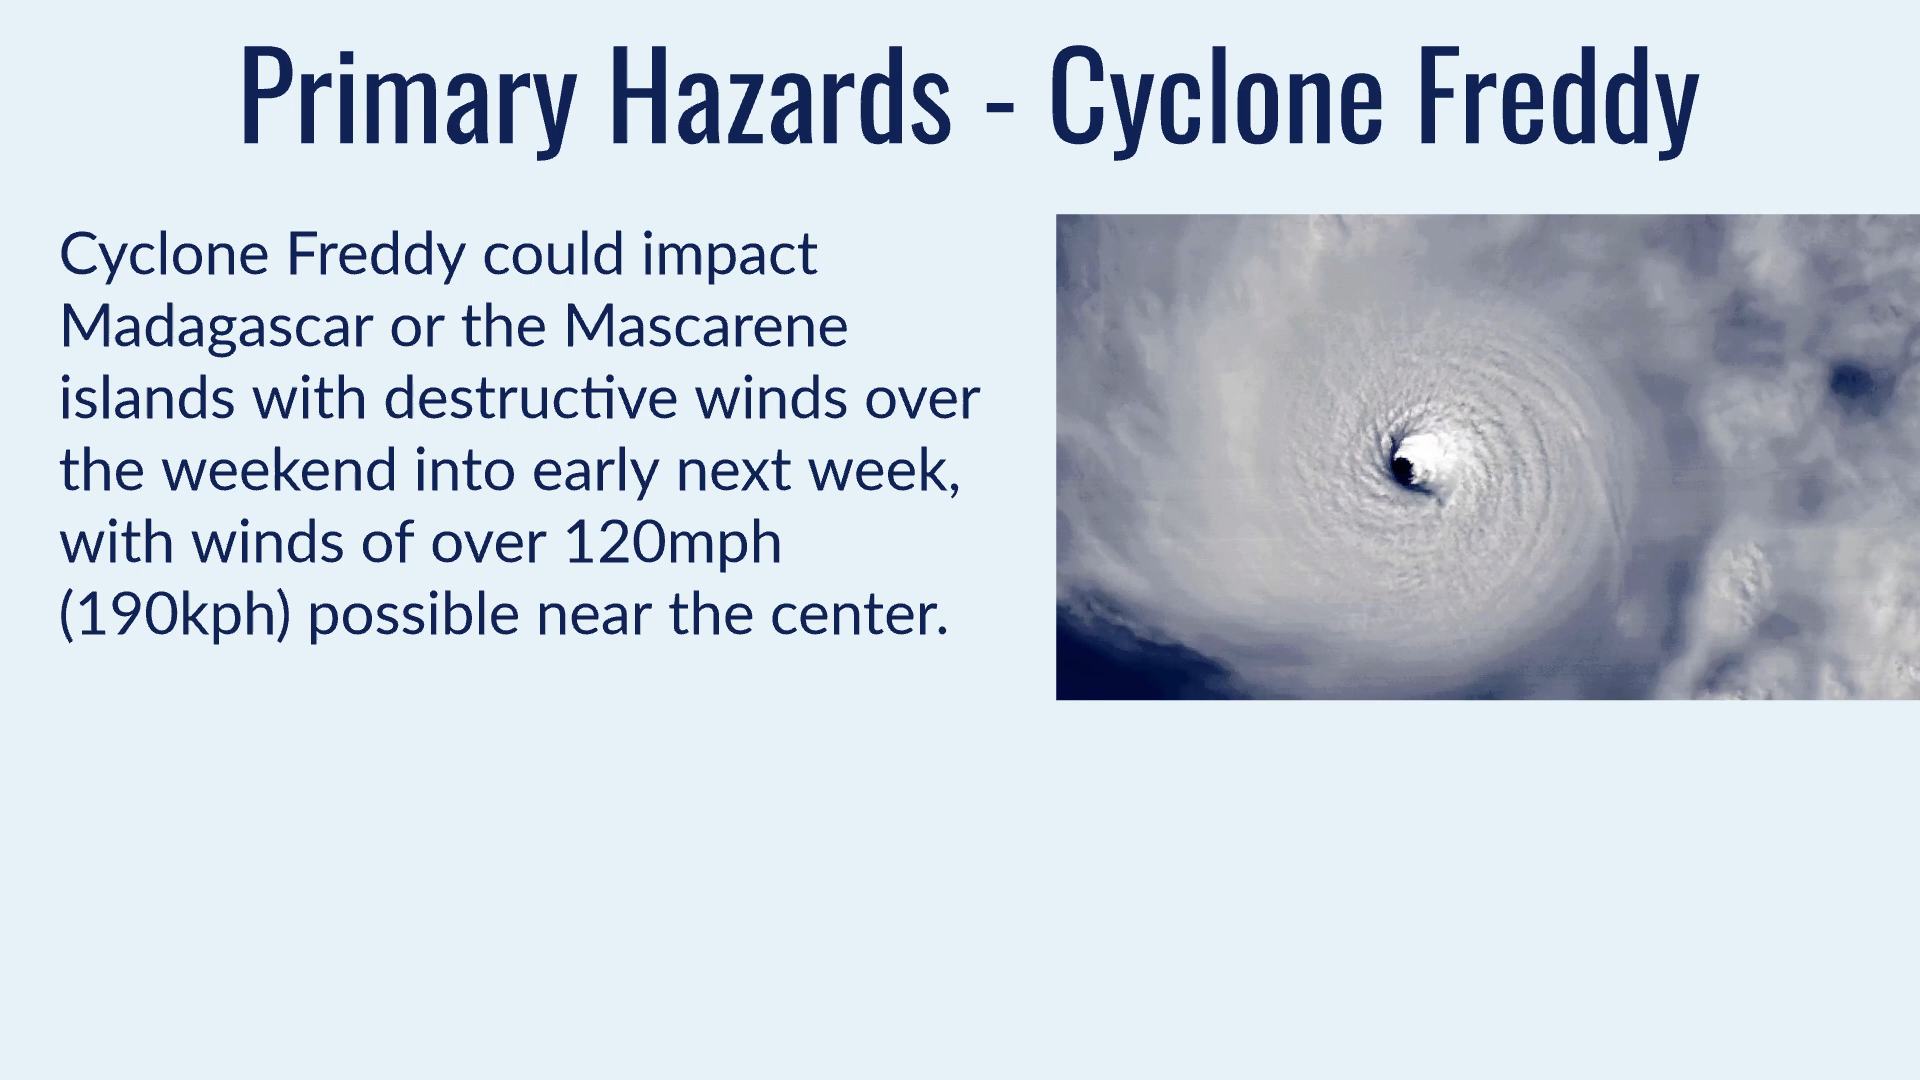 Primary Hazards - Cyclone Freddy
Cyclone Freddy could impact
Madagascar or the Mascarene
islands with destructive winds over
the weekend into early next week,
with winds of over 120mph
(190kph) possible near the center.